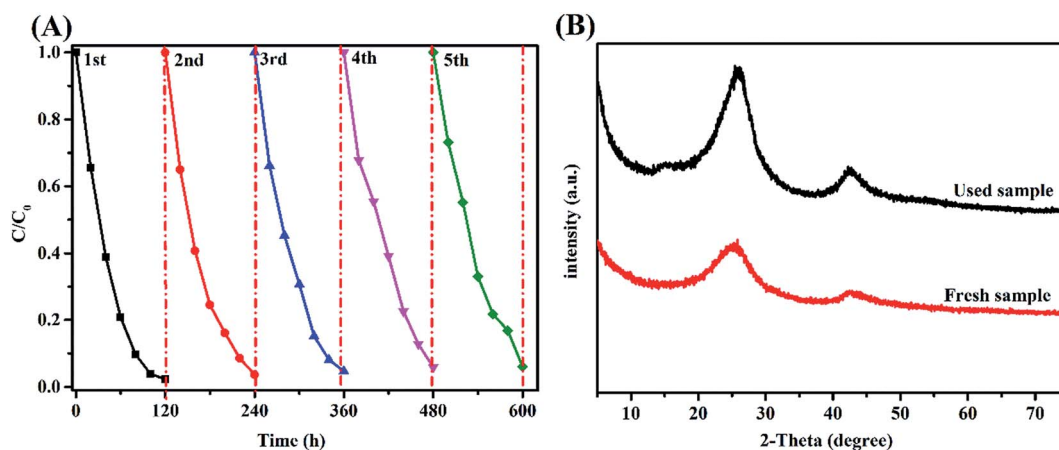 (A)
1st 2nd 3rd 4th 5th
1.0
0.8
0.6
0.4
0.2
0.0
C/C0
0 120 240 360 480 600
Time (h)
(B)
Used sample
Fresh sample
intensity (a.u.)
10 20 30 40 50 60 70
2-Theta (degree)